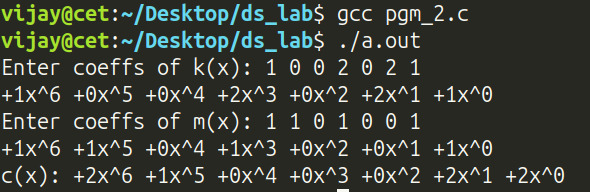 vijay@cet:~/Desktop/ds_lab$ gcc pgm_2.c
vijay@cet:~/Desktop/ds_lab$ ./a.out
Enter coeffs of k(x): 1 0 0 2 0 2 1
+1x^6 +0x^5 +0x^4 +2x^3 +0x^2 +2x^1 +1x^0
Enter coeffs of m(x): 1 1 0 1 0 0 1
+1x^6 +1x^5 +0x^4 +1x^3 +0x^2 +0x^1 +1x^0
c(x): +2x^6 +1x^5 +0x^4 +0x^3 +0x^2 +2x^1 +2x^0